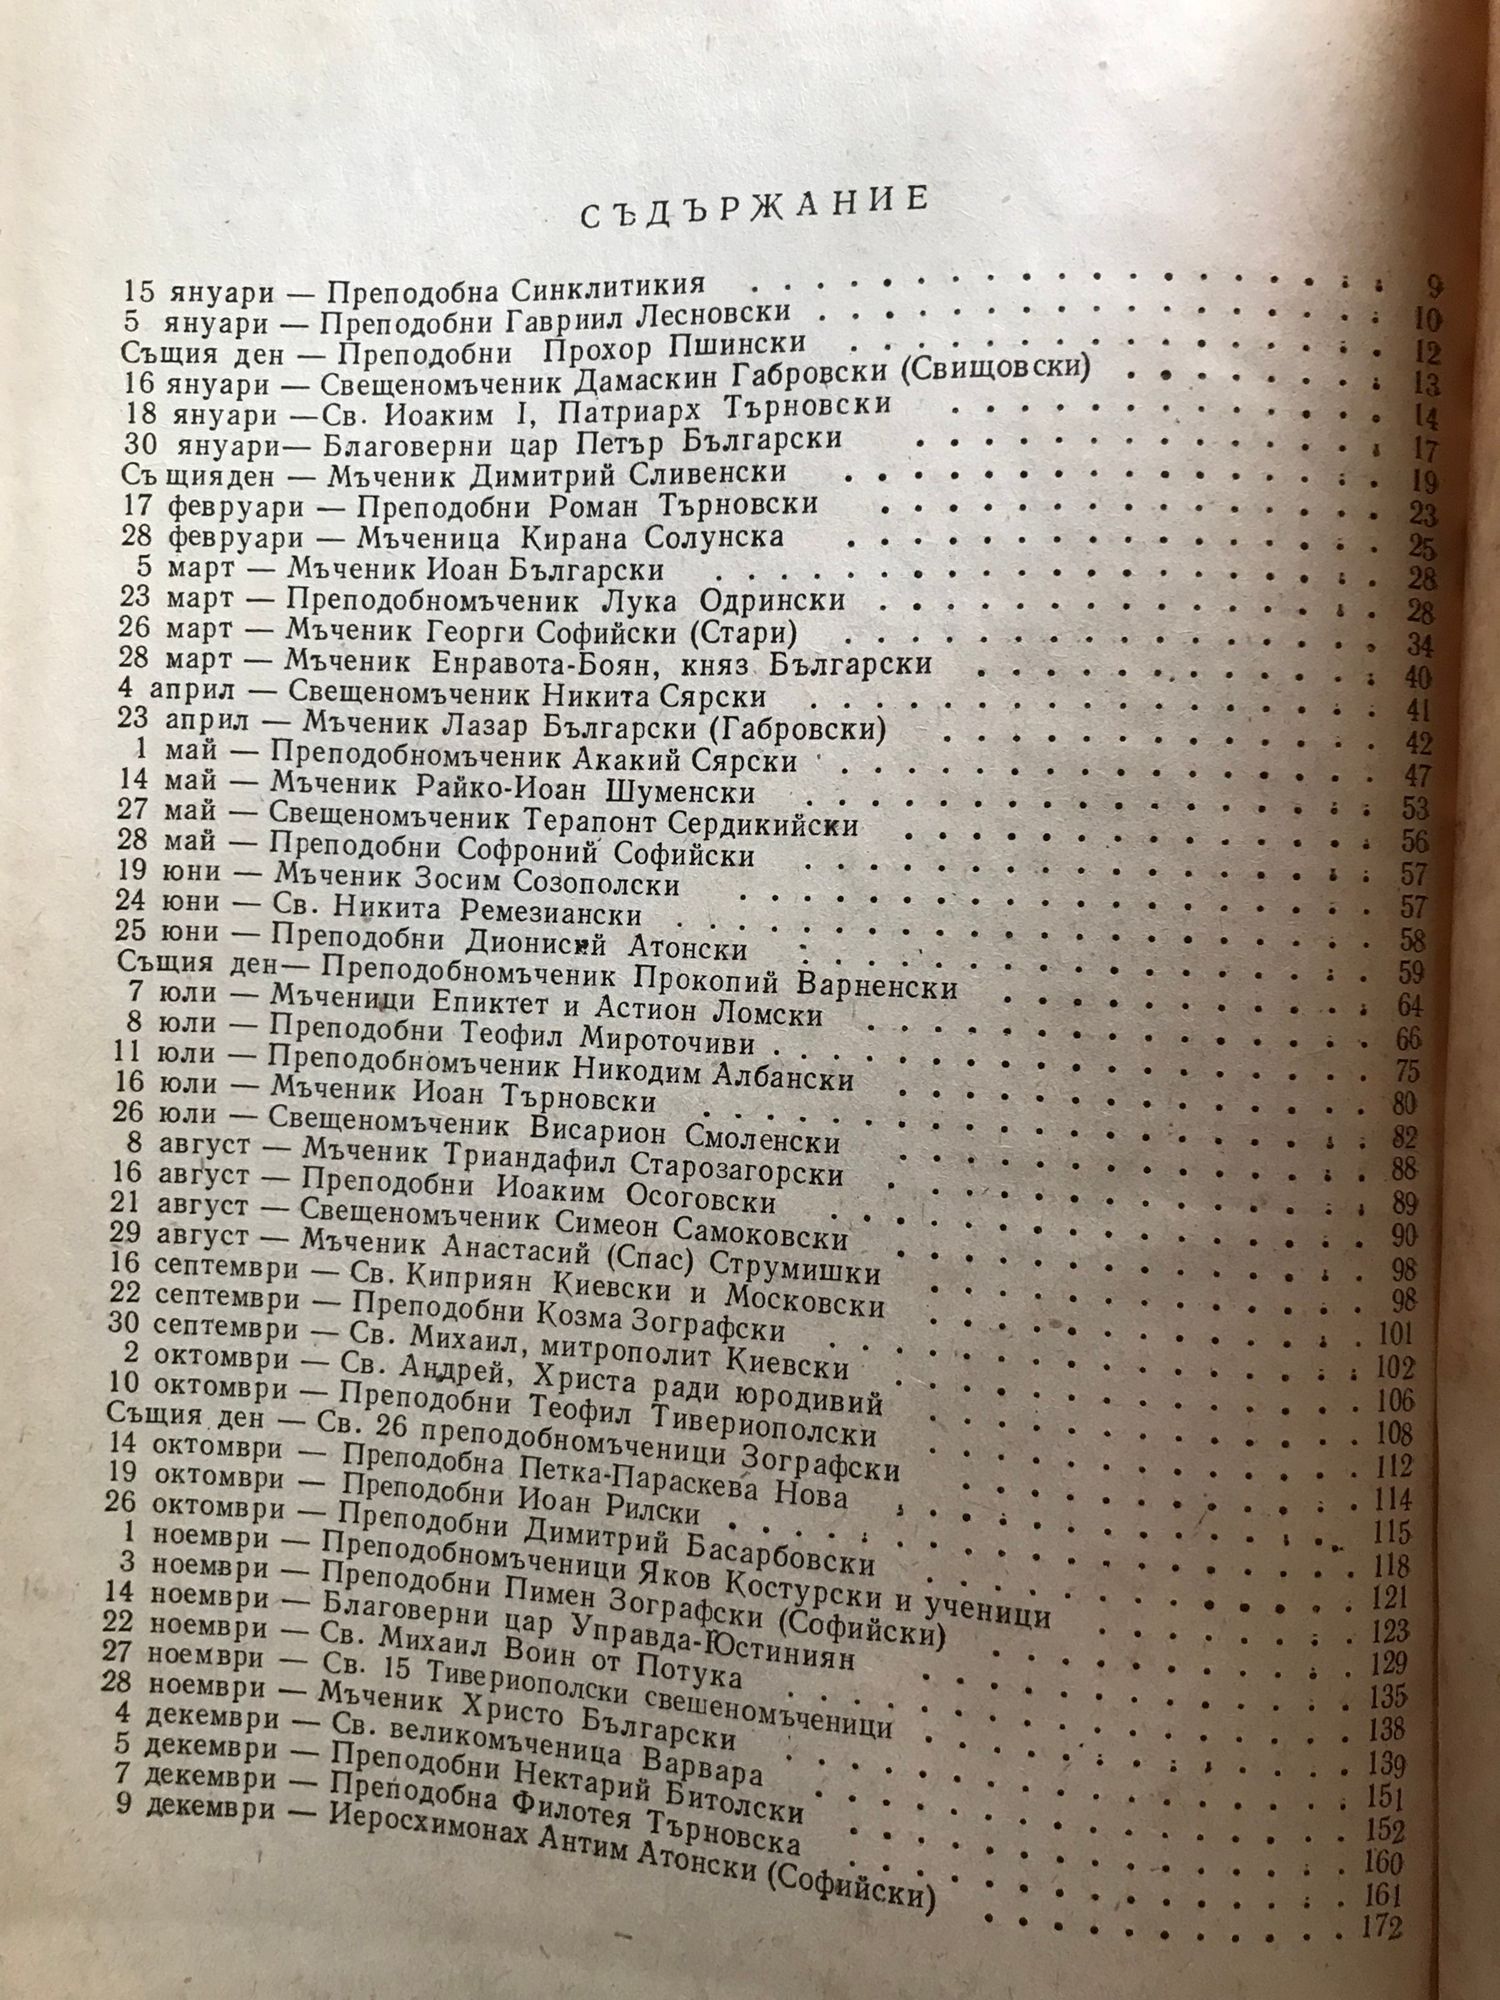 СЪДЪРЖАНИЕ
15 януари — Преподобна Синклитикия . . . . . 9
5 януари — Преподобни Гавриил Лесновски . . . . . 10
Същия ден — Преподобни Прохор Пшински . . . . . 12
16 януари — Свещеномъченик Дамаскин Габровски (Свищовски) . . . . . 13
18 януари —Св. Иоаким I, Патриарх Търновски . . . . . 14
30 януари— Благоверни цар Петър Български . . . . . 17
Същияден — Мъченик Димитрий Сливенски . . . . . 19
17 февруари — Преподобни Роман Търновски . . . . . 23
28 февруари — Мъченица Кирана Солунска . . . . . 25
5 март — Мъченик Иоан Български . . . . . 28
23 март — Преподобномъченик Лука Одрински . . . . . 28
26 март — Мъченик Георги Софийски (Стари) . . . . . 34
28 март — Мъченик Енравота-Боян, княз Български . . . . . 40
4 април — Свещеномъченик Никита Сярски . . . . . 41
23 април — Мъченик Лазар Български (Габровски) . . . . . 42
1 май — Преподобномъченик Акакий Сярски . . . . . 47
14 май — Мъченик Райко-Иоан Шуменски . . . . . 53
27 май — Свещеномъченик Терапонт Сердикийски . . . . . 56
28 май — Преподобни Софроний Софийски . . . . . 57
19 юни — Мъченик Зосим Созополски . . . . . 57
24 юни — Св. Никита Ремезиански . . . . . 58
25 юни — Преподобни Дионисий Атонски . . . . . 59
Същия ден— Преподобномъченик Прокопий Варненски . . . . . 64
7 юли — Мъченици Епиктет и Астион Ломски . . . . . 66
8 юли — Преподобни Теофил Мироточиви . . . . . 75
11 юли — Преподобномъченик Никодим Албански . . . . . 80
16 юли — Мъченик Иоан Търновски . . . . . 82
26 юли — Свещеномъченик Висарион Смоленски . . . . . 88
8 август — Мъченик Триандафил Старозагорски . . . . . 89
16 август — Преподобни Иоаким Осоговски . . . . . 90
21 август — Свещеномъченик Симеон Самоковски . . . . . 98
29 август — Мъченик Анастасий (Спас) Струмишки . . . . . 98
16 септември — Св. Киприян Киевски и Московски . . . . . 101
22 септември — Преподобни Козма Зографски . . . . . 102
30 септември — Св. Михаил, митрополит Киевски . . . . . 106
2 октомври — Св. Андрей, Христа ради юродивий . . . . . 108
10 октомври — Преподобни Теофил Тивериополски . . . . . 112
Същия ден — Св. 26 преподобномъченици Зографски . . . . . 114
14 октомври — Преподобна Петка-Параскева Нова . . . . . 115
19 октомври — Преподобни Иоан Рилски . . . . . 118
26 октомври — Преподобни Димитрий Басарбовски . . . . . 121
1 ноември — Преподобномъченици Яков Костурски и ученици . . . . . 123
3 ноември — Преподобни Пимен Зографски (Софийски) . . . . . 129
14 ноември — Благоверни цар Управда-Юстиниян . . . . . 135
22 ноември — Св. Михаил Воин от Потука . . . . . 138
27 ноември — Св. 15 Тивериополски свешеномъченици . . . . . 139
28 ноември — Мъченик Христо Български . . . . . 151
4 декември — Св. великомъченица Варвара . . . . . 152
5 декември — Преподобни Нектарий Битолски . . . . . 160
7 декември — Преподобна Филотея Търновска . . . . . 161
9 декември — Иеросхимонах Антим Атонски (Софийски) . . . . . 172